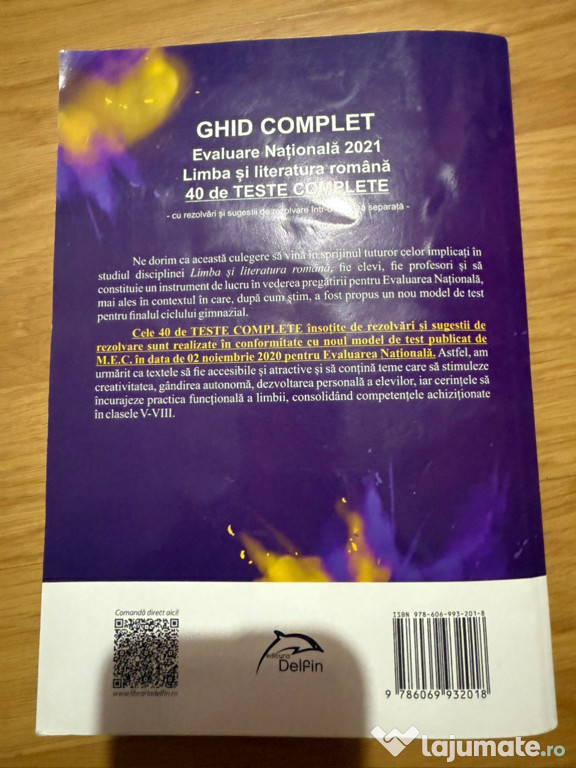 GHID COMPLET
Evaluare Națională 2021
Limba și literatura română
40 de TESTE COMPLETE
- cu rezolvări și sugestii de rezolvare separată -
Ne dorim ca această culegere să vină în sprijinul tuturor celor implicați în
studiul disciplinei Limba și literatura română, fie elevi, fie profesori și să
constituie un instrument de lucru în vederea pregătirii pentru Evaluarea Națională,
mai ales în contextul în care, după cum știm, a fost propus un nou model de test
pentru finalul ciclului gimnazial.
Cele 40 de TESTE COMPLETE însoțite de rezolvări și sugestii de
rezolvare sunt realizate în conformitate cu noul model de test publicat de
M.E.C. în data de 02 noiembrie 2020 pentru Evaluarea Națională. Astfel, am
urmărit ca textele să fie accesibile și atractive și să conțină teme care să stimuleze
creativitatea, gândirea autonomă, dezvoltarea personală a elevilor, iar cerințele să
încurajeze practica funcțională a limbii, consolidând competențele achiziționate
în clasele V-VIII.
Comandă direct aici!
www.librariadelfin.ro
editura
Delfin
ISBN 978-606-993-201-8
9 786069 932018
lajumate.ro